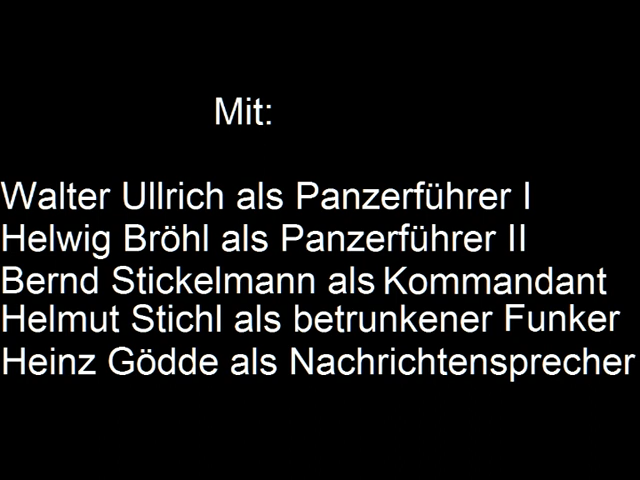 Mit:
Walter Ullrich als Panzerführer I
Helwig Bröhl als Panzerführer II
Bernd Stickelmann als Kommandant
Helmut Stichl als betrunkener Funker
Heinz Gödde als Nachrichtensprecher